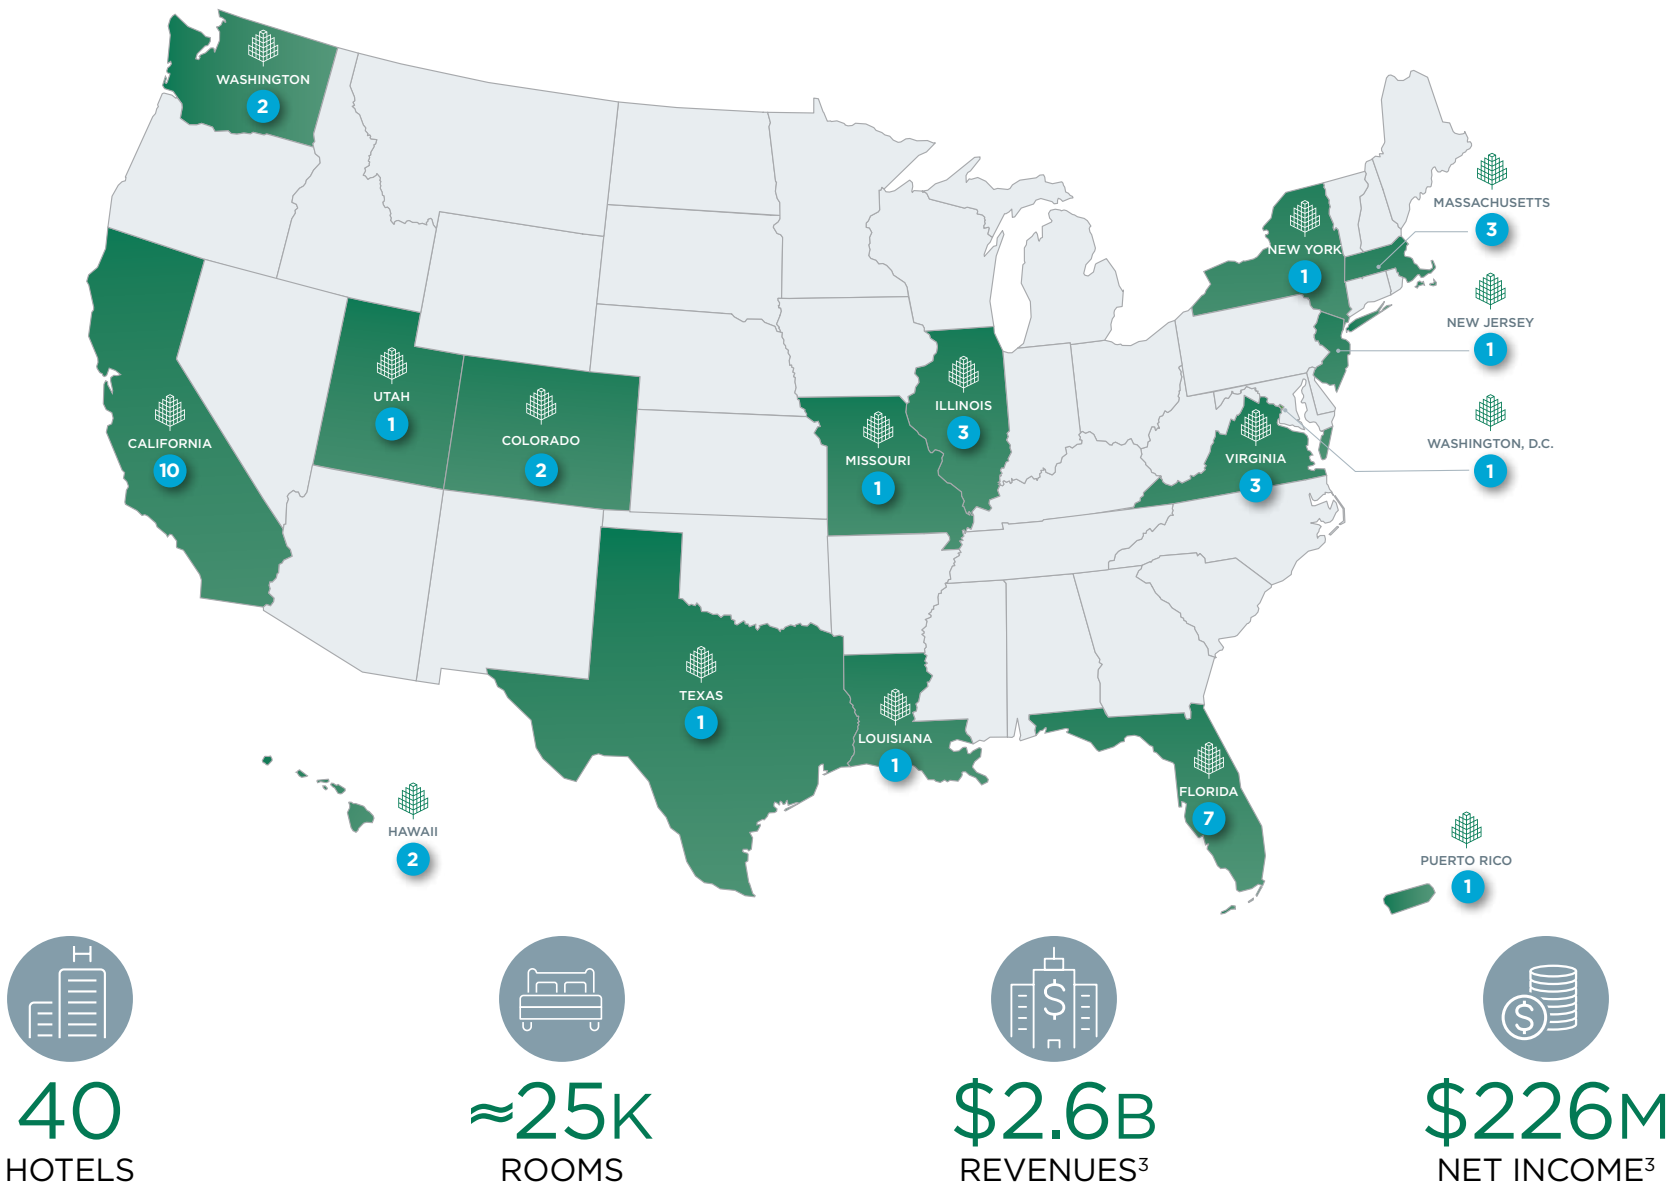 WASHINGTON
2
MASSACHUSETTS
3
NEW YORK
1
NEW JERSEY
1
UTAH
1
COLORADO
2
CALIFORNIA
10
ILLINOIS
3
MISSOURI
1
VIRGINIA
3
WASHINGTON, D.C.
1
TEXAS
1
LOUISIANA
1
FLORIDA
7
HAWAII
2
PUERTO RICO
1
H
$
$
40
HOTELS
≈25K
ROOMS
$2.6B
REVENUES³
$226M
NET INCOME³